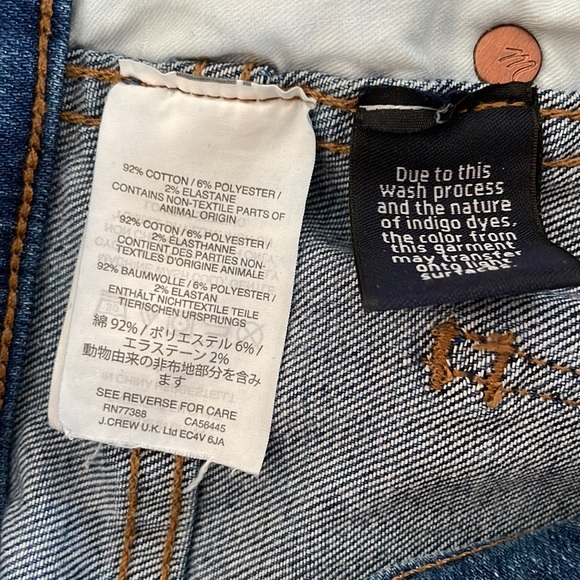 92% COTTON / 6% POLYESTER /
2% ELASTANE
CONTAINS NON-TEXTILE PARTS OF
ANIMAL ORIGIN
92% COTON / 6% POLYESTER /
2% ELASTHANNE
CONTIENT DES PARTIES NON-
TEXTILES D'ORIGINE ANIMALE
92% BAUMWOLLE / 6% POLYESTER /
2% ELASTAN
ENTHÄLT NICHTTEXTILE TEILE
TIERISCHEN URSPRUNGS
綿 92% / ポリエステル 6% /
エラステーン 2%
動物由来の非布地部分を含み
ます
SEE REVERSE FOR CARE
RN77388 CA56445
J.CREW U.K. Ltd EC4V 6JA
Due to this
wash process
and the nature
of indigo dyes,
the color from
this garment
may transfer
onto light
surfaces.